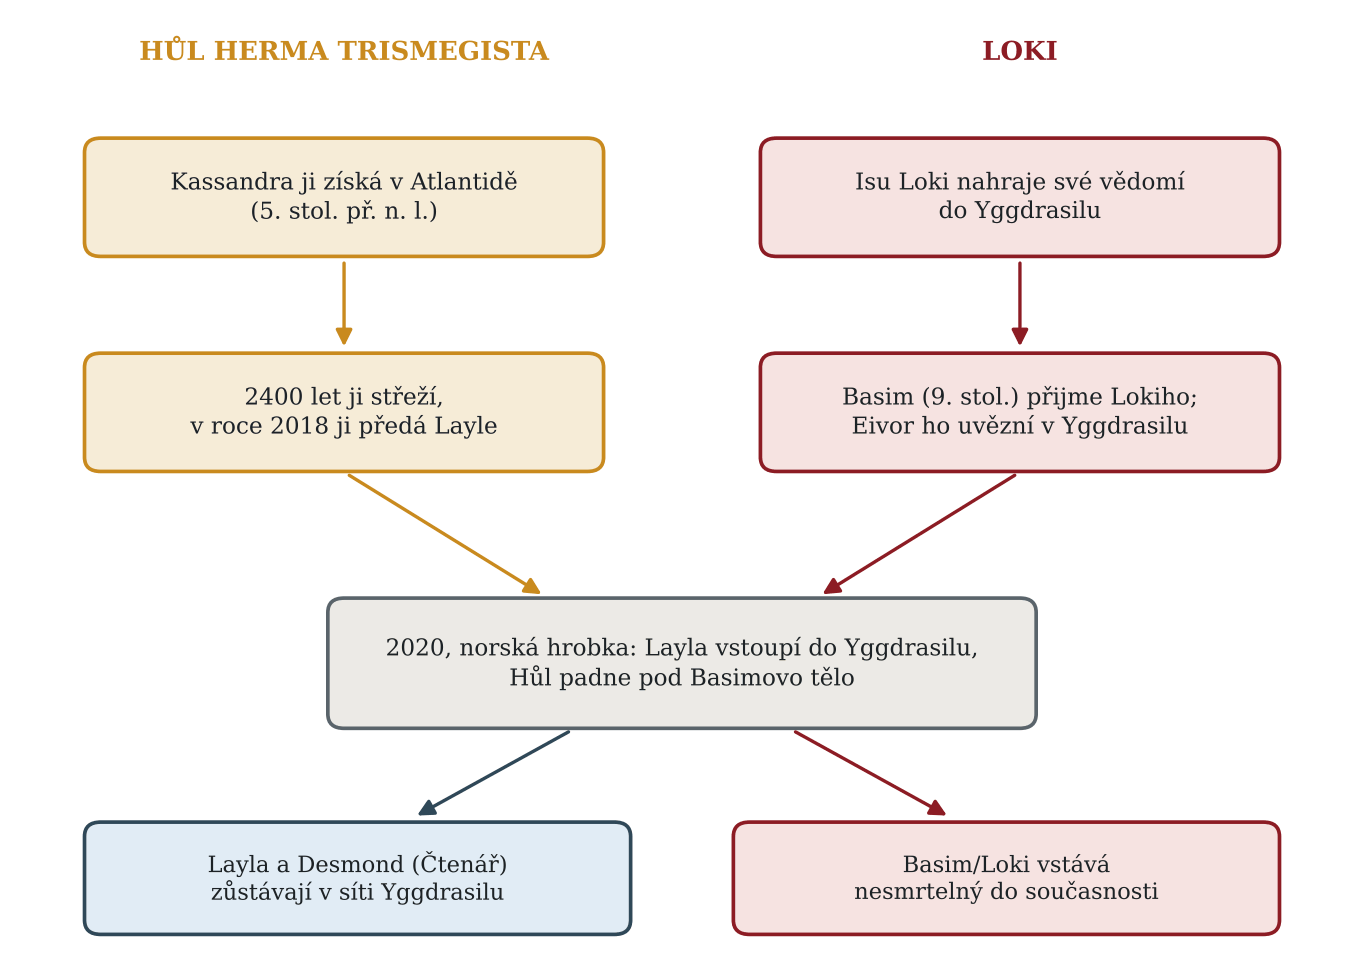 HŮL HERMA TRISMEGISTA
LOKI
Kassandra ji získá v Atlantidě
(5. stol. př. n. l.)
Isu Loki nahraje své vědomí
do Yggdrasilu
2400 let ji střeží,
v roce 2018 ji předá Layle
Basim (9. stol.) přijme Lokiho;
Eivor ho uvězní v Yggdrasilu
2020, norská hrobka: Layla vstoupí do Yggdrasilu,
Hůl padne pod Basimovo tělo
Layla a Desmond (Čtenář)
zůstávají v síti Yggdrasilu
Basim/Loki vstává
nesmrtelný do současnosti